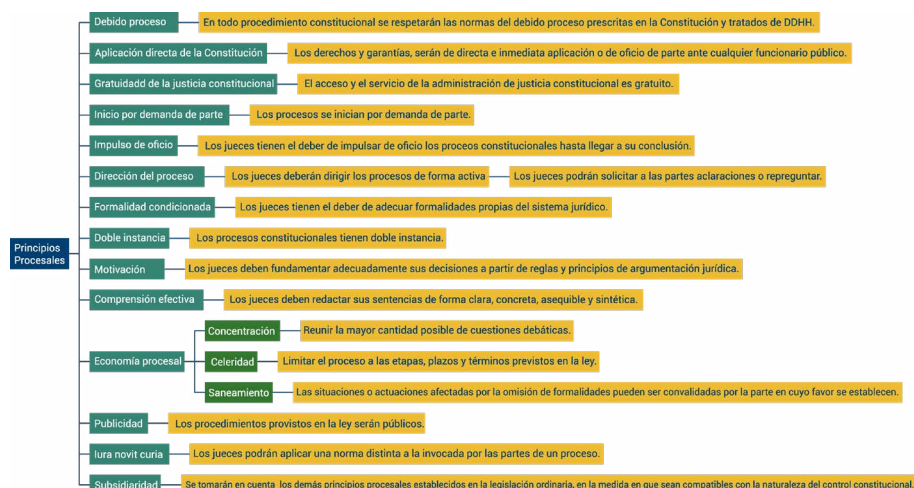 Principios
Procesales
Debido proceso
En todo procedimiento constitucional se respetarán las normas del debido proceso prescritas en la Constitución y tratados de DDHH.
Aplicación directa de la Constitución
Los derechos y garantías, serán de directa e inmediata aplicación o de oficio de parte ante cualquier funcionario público.
Gratuidadd de la justicia constitucional
El acceso y el servicio de la administración de justicia constitucional es gratuito.
Inicio por demanda de parte
Los procesos se inician por demanda de parte.
Impulso de oficio
Los jueces tienen el deber de impulsar de oficio los proceos constitucionales hasta llegar a su conclusión.
Dirección del proceso
Los jueces deberán dirigir los procesos de forma activa
Los jueces podrán solicitar a las partes aclaraciones o repreguntar.
Formalidad condicionada
Los jueces tienen el deber de adecuar formalidades propias del sistema jurídico.
Doble instancia
Los procesos constitucionales tienen doble instancia.
Motivación
Los jueces deben fundamentar adecuadamente sus decisiones a partir de reglas y principios de argumentación jurídica.
Comprensión efectiva
Los jueces deben redactar sus sentencias de forma clara, concreta, asequible y sintética.
Economía procesal
Concentración
Reunir la mayor cantidad posible de cuestiones debáticas.
Celeridad
Limitar el proceso a las etapas, plazos y términos previstos en la ley.
Saneamiento
Las situaciones o actuaciones afectadas por la omisión de formalidades pueden ser convalidadas por la parte en cuyo favor se establecen.
Publicidad
Los procedimientos provistos en la ley serán públicos.
Iura novit curia
Los jueces podrán aplicar una norma distinta a la invocada por las partes de un proceso.
Subsidiaridad
Se tomarán en cuenta los demás principios procesales establecidos en la legislación ordinaria, en la medida en que sean compatibles con la naturaleza del control constitucional.